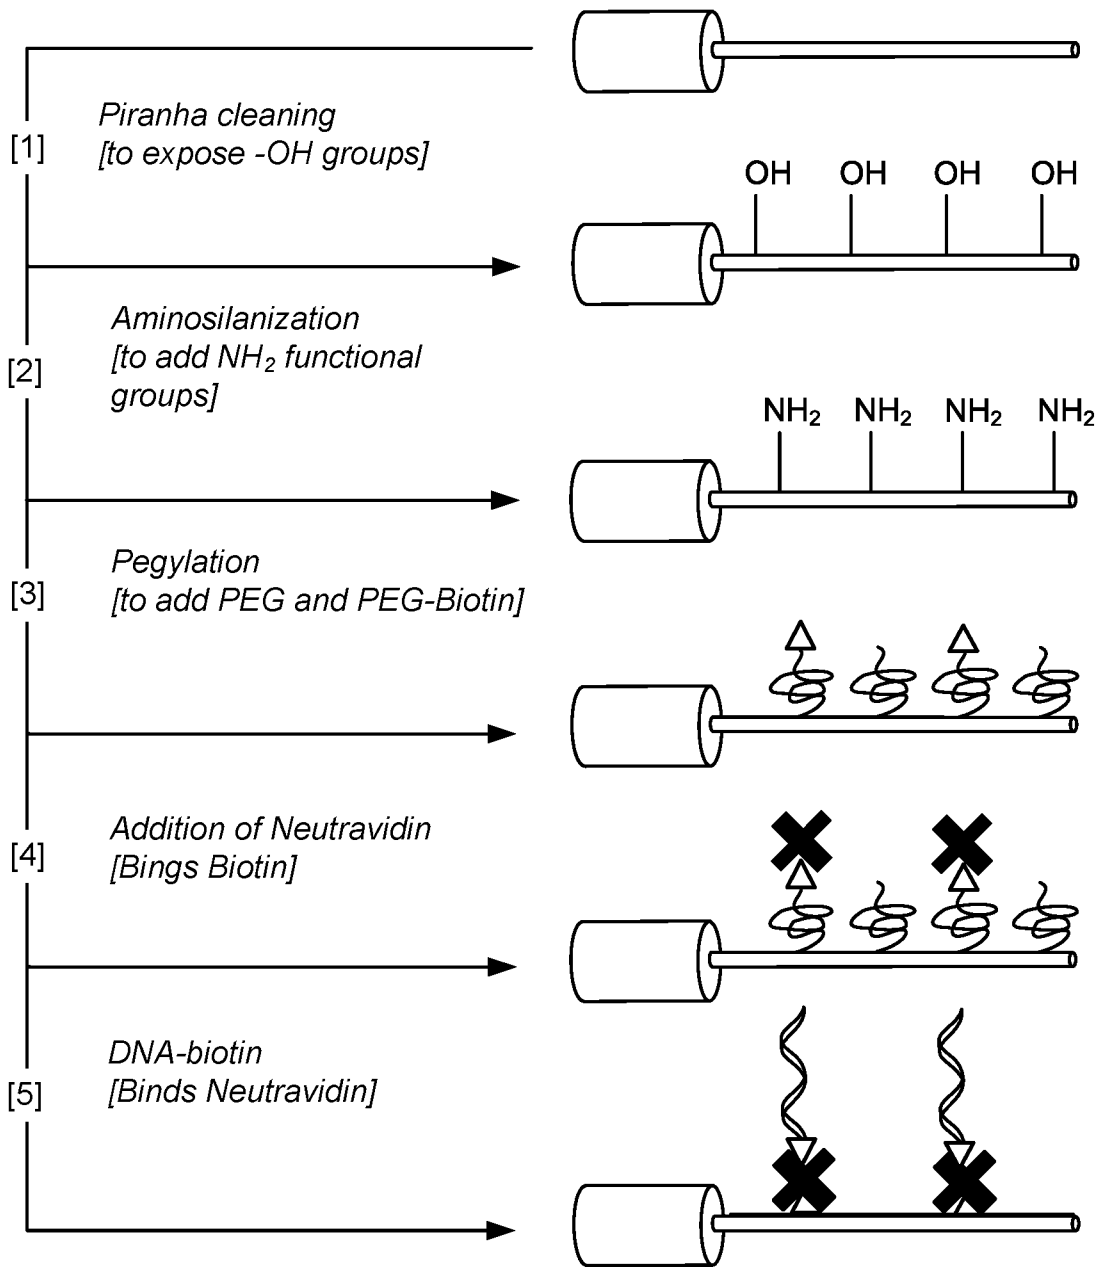 Piranha cleaning
[1]
[to expose -OH groups]
OH OH OH OH
Aminosilanization
[2]
[to add NH₂ functional
groups]
NH₂ NH₂ NH₂ NH₂
Pegylation
[3]
[to add PEG and PEG-Biotin]
Addition of Neutravidin
[4]
[Bings Biotin]
DNA-biotin
[5]
[Binds Neutravidin]